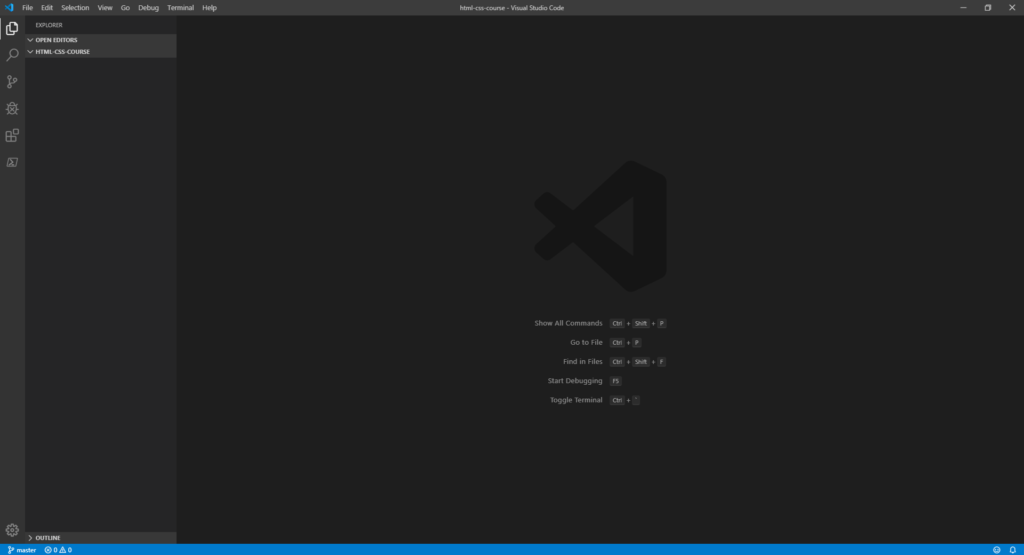 File Edit Selection View Go Debug Terminal Help
html-css-course - Visual Studio Code
EXPLORER
OPEN EDITORS
HTML-CSS-COURSE
Show All Commands Ctrl + Shift + P
Go to File Ctrl + P
Find in Files Ctrl + Shift + F
Start Debugging F5
Toggle Terminal Ctrl + `
OUTLINE
master 0 0